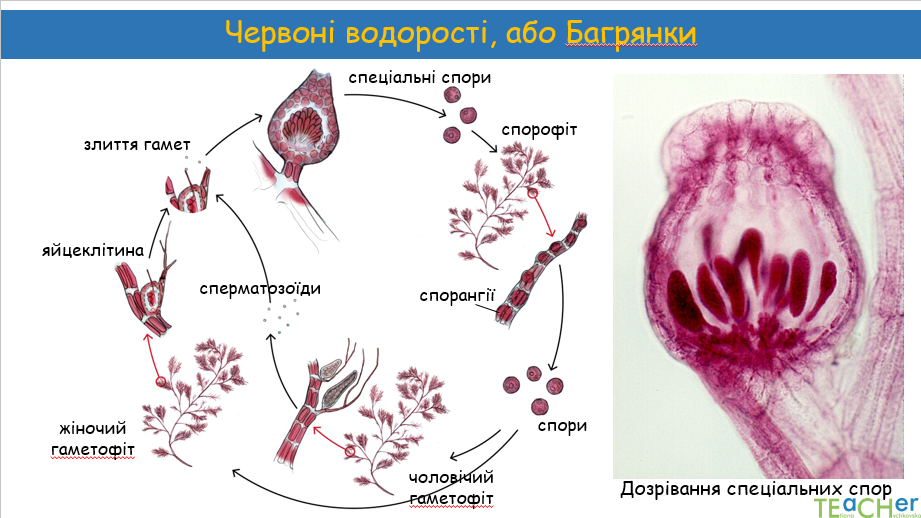 Червоні водорості, або Багрянки
спеціальні спори
спорофіт
злиття гамет
яйцеклітина
сперматозоїди
спорангії
спори
жіночий
гаметофіт
чоловічий
гаметофіт
Дозрівання спеціальних спор
TEaCHer